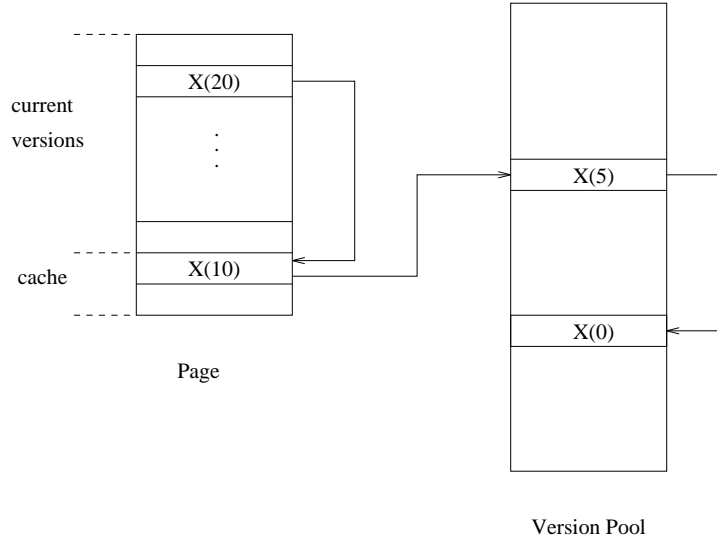 X(20)
current
versions
X(10)
cache
Page
X(5)
X(0)
Version Pool